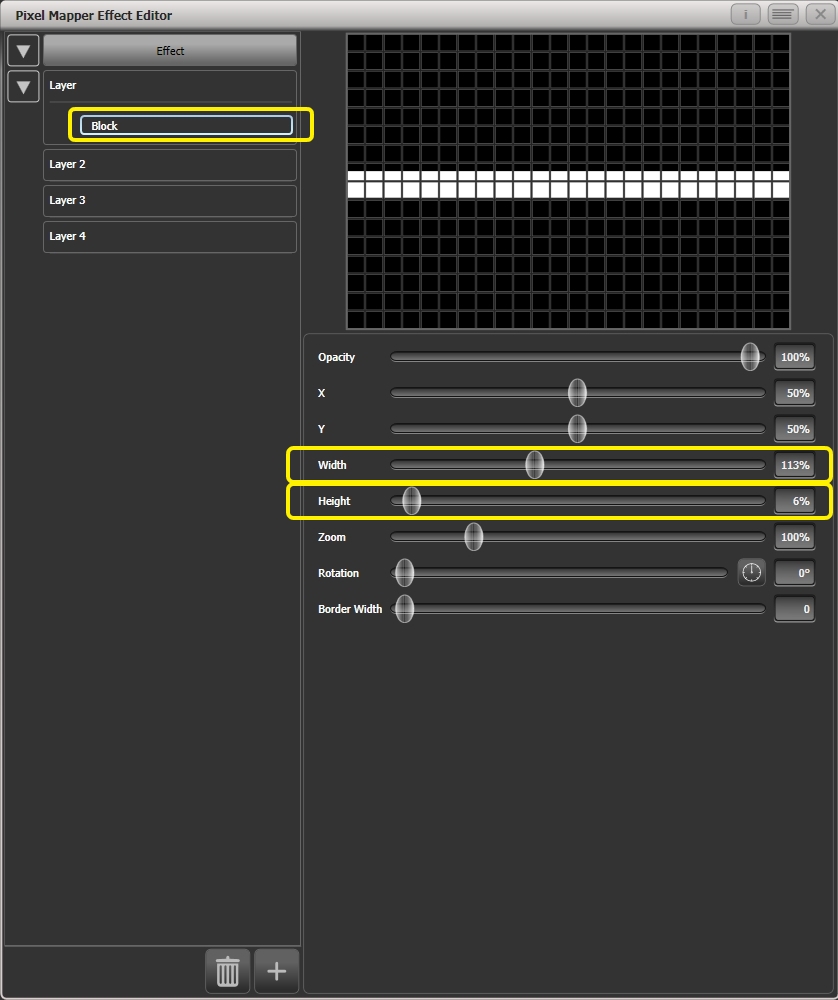 Pixel Mapper Effect Editor
i
Effect
Layer
Block
Layer 2
Layer 3
Layer 4
Opacity 100%
X 50%
Y 50%
Width 113%
Height 6%
Zoom 100%
Rotation 0°
Border Width 0